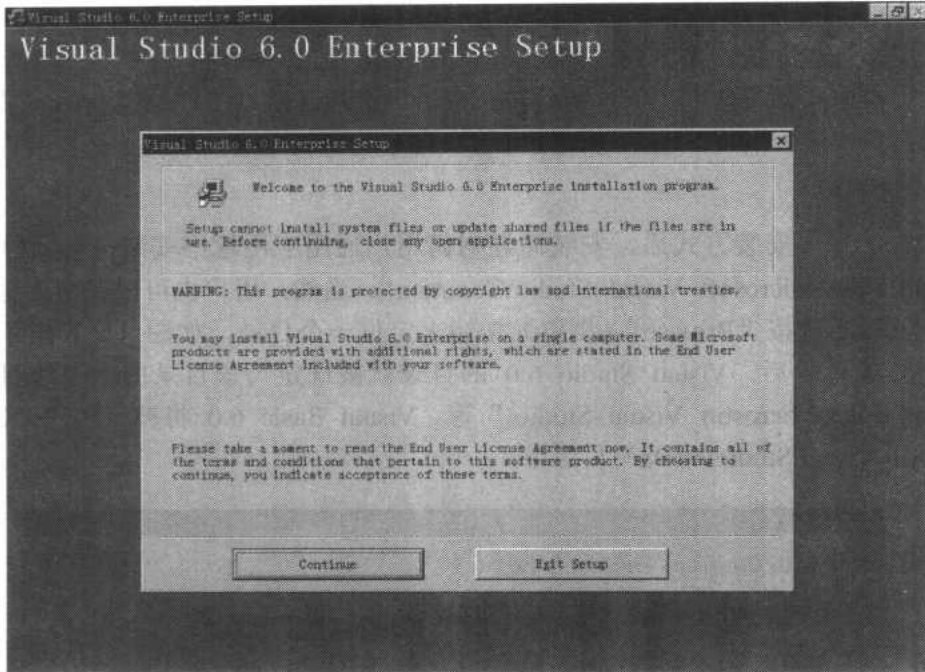 Visual Studio 6.0 Enterprise Setup
Visual Studio 6.0 Enterprise Setup
Visual Studio 6.0 Enterprise Setup
Welcome to the Visual Studio 6.0 Enterprise installation program.
Setup cannot install system files or update shared files if the files are in
use. Before continuing, close any open applications.
WARNING: This program is protected by copyright law and international treaties.
You may install Visual Studio 6.0 Enterprise on a single computer. Some Microsoft
products are provided with additional rights, which are stated in the End User
License Agreement included with your software.
Please take a moment to read the End User License Agreement now. It contains all of
the terms and conditions that pertain to this software product. By choosing to
continue, you indicate acceptance of these terms.
Continue
Exit Setup